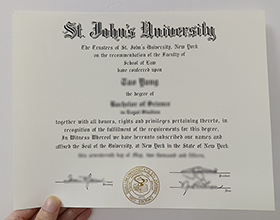 St. John's University
The Trustees of St. John's University, New York
on the recommendation of the Faculty of
School of Law
have conferred upon
the degree of
Bachelor of Science
together with all honors, rights and privileges pertaining thereto, in
recognition of the fulfillment of the requirements for this degree.
In Witness Whereof we have hereunto subscribed our names and
affixed the Seal of our University, at New York in the State of New York